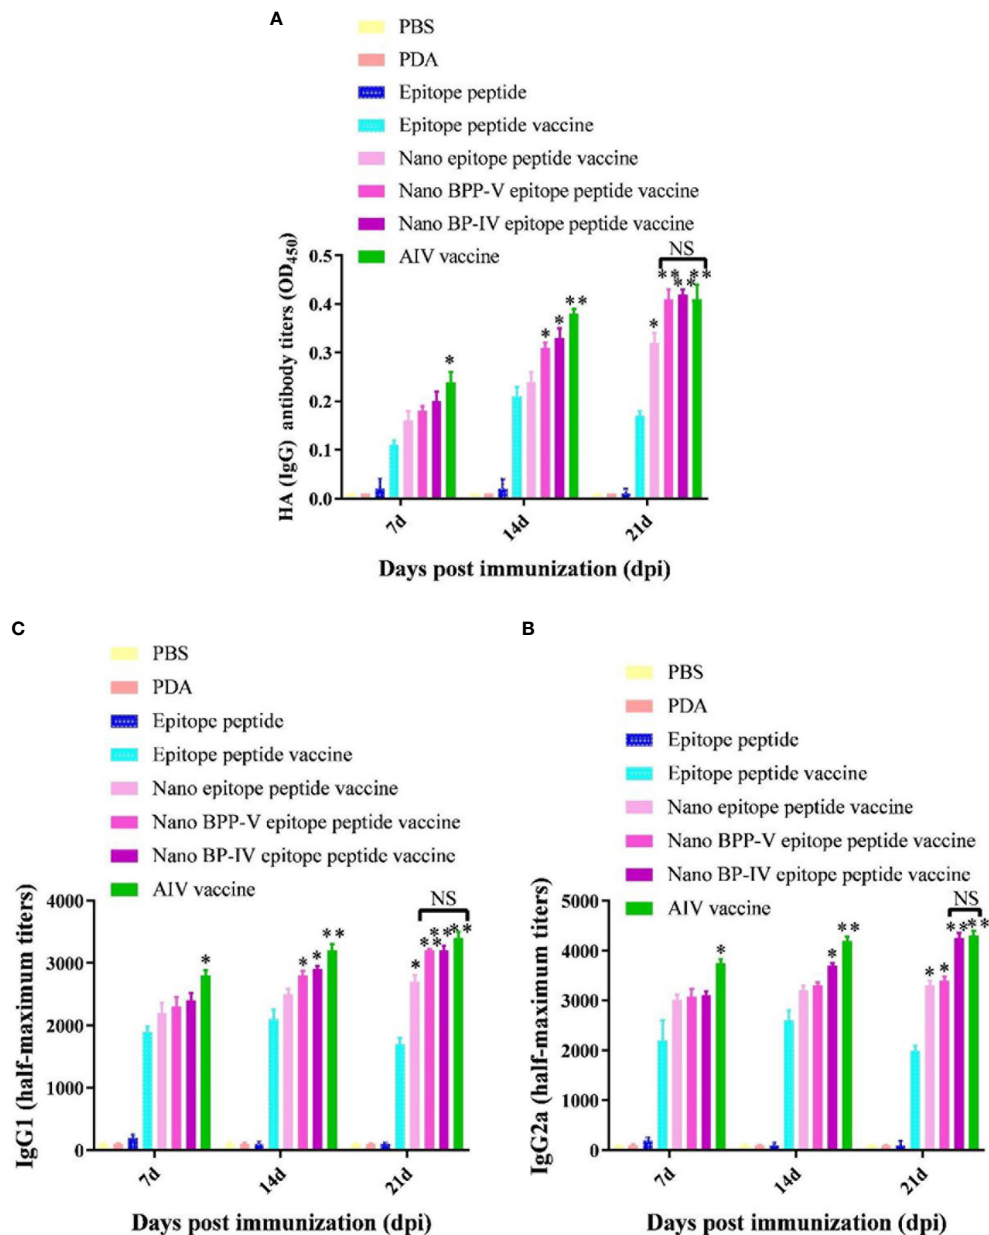 A
PBS
PDA
Epitope peptide
Epitope peptide vaccine
Nano epitope peptide vaccine
Nano BPP-V epitope peptide vaccine
Nano BP-IV epitope peptide vaccine
AIV vaccine
HA (IgG) antibody titers (OD450)
0.5
0.4
0.3
0.2
0.1
0.0
*
* * **
* ** ** **
NS
7d
14d
21d
Days post immunization (dpi)
C
PBS
PDA
Epitope peptide
Epitope peptide vaccine
Nano epitope peptide vaccine
Nano BPP-V epitope peptide vaccine
Nano BP-IV epitope peptide vaccine
AIV vaccine
IgG1 (half-maximum titers)
4000
3000
2000
1000
0
*
* * **
* ** ** **
NS
7d
14d
21d
Days post immunization (dpi)
B
PBS
PDA
Epitope peptide
Epitope peptide vaccine
Nano epitope peptide vaccine
Nano BPP-V epitope peptide vaccine
Nano BP-IV epitope peptide vaccine
AIV vaccine
IgG2a (half-maximum titers)
5000
4000
3000
2000
1000
0
*
* **
* * ** **
NS
7d
14d
21d
Days post immunization (dpi)